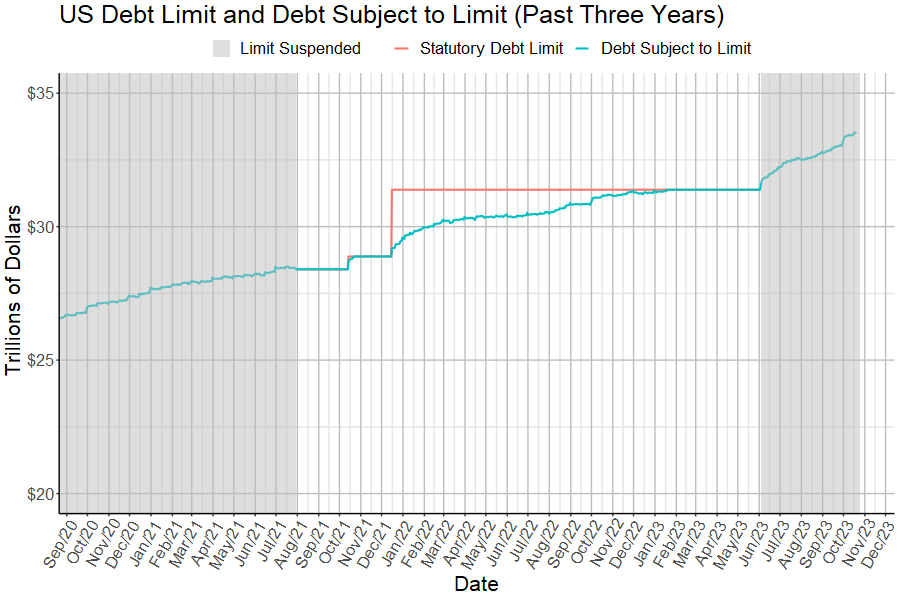 US Debt Limit and Debt Subject to Limit (Past Three Years)
Limit Suspended Statutory Debt Limit Debt Subject to Limit
Trillions of Dollars
$35
$30
$25
$20
Sep/20 Oct/20 Nov/20 Dec/20 Jan/21 Feb/21 Mar/21 Apr/21 May/21 Jun/21 Jul/21 Aug/21 Sep/21 Oct/21 Nov/21 Dec/21 Jan/22 Feb/22 Mar/22 Apr/22 May/22 Jun/22 Jul/22 Aug/22 Sep/22 Oct/22 Nov/22 Dec/22 Jan/23 Feb/23 Mar/23 Apr/23 May/23 Jun/23 Jul/23 Aug/23 Sep/23 Oct/23 Nov/23 Dec/23
Date